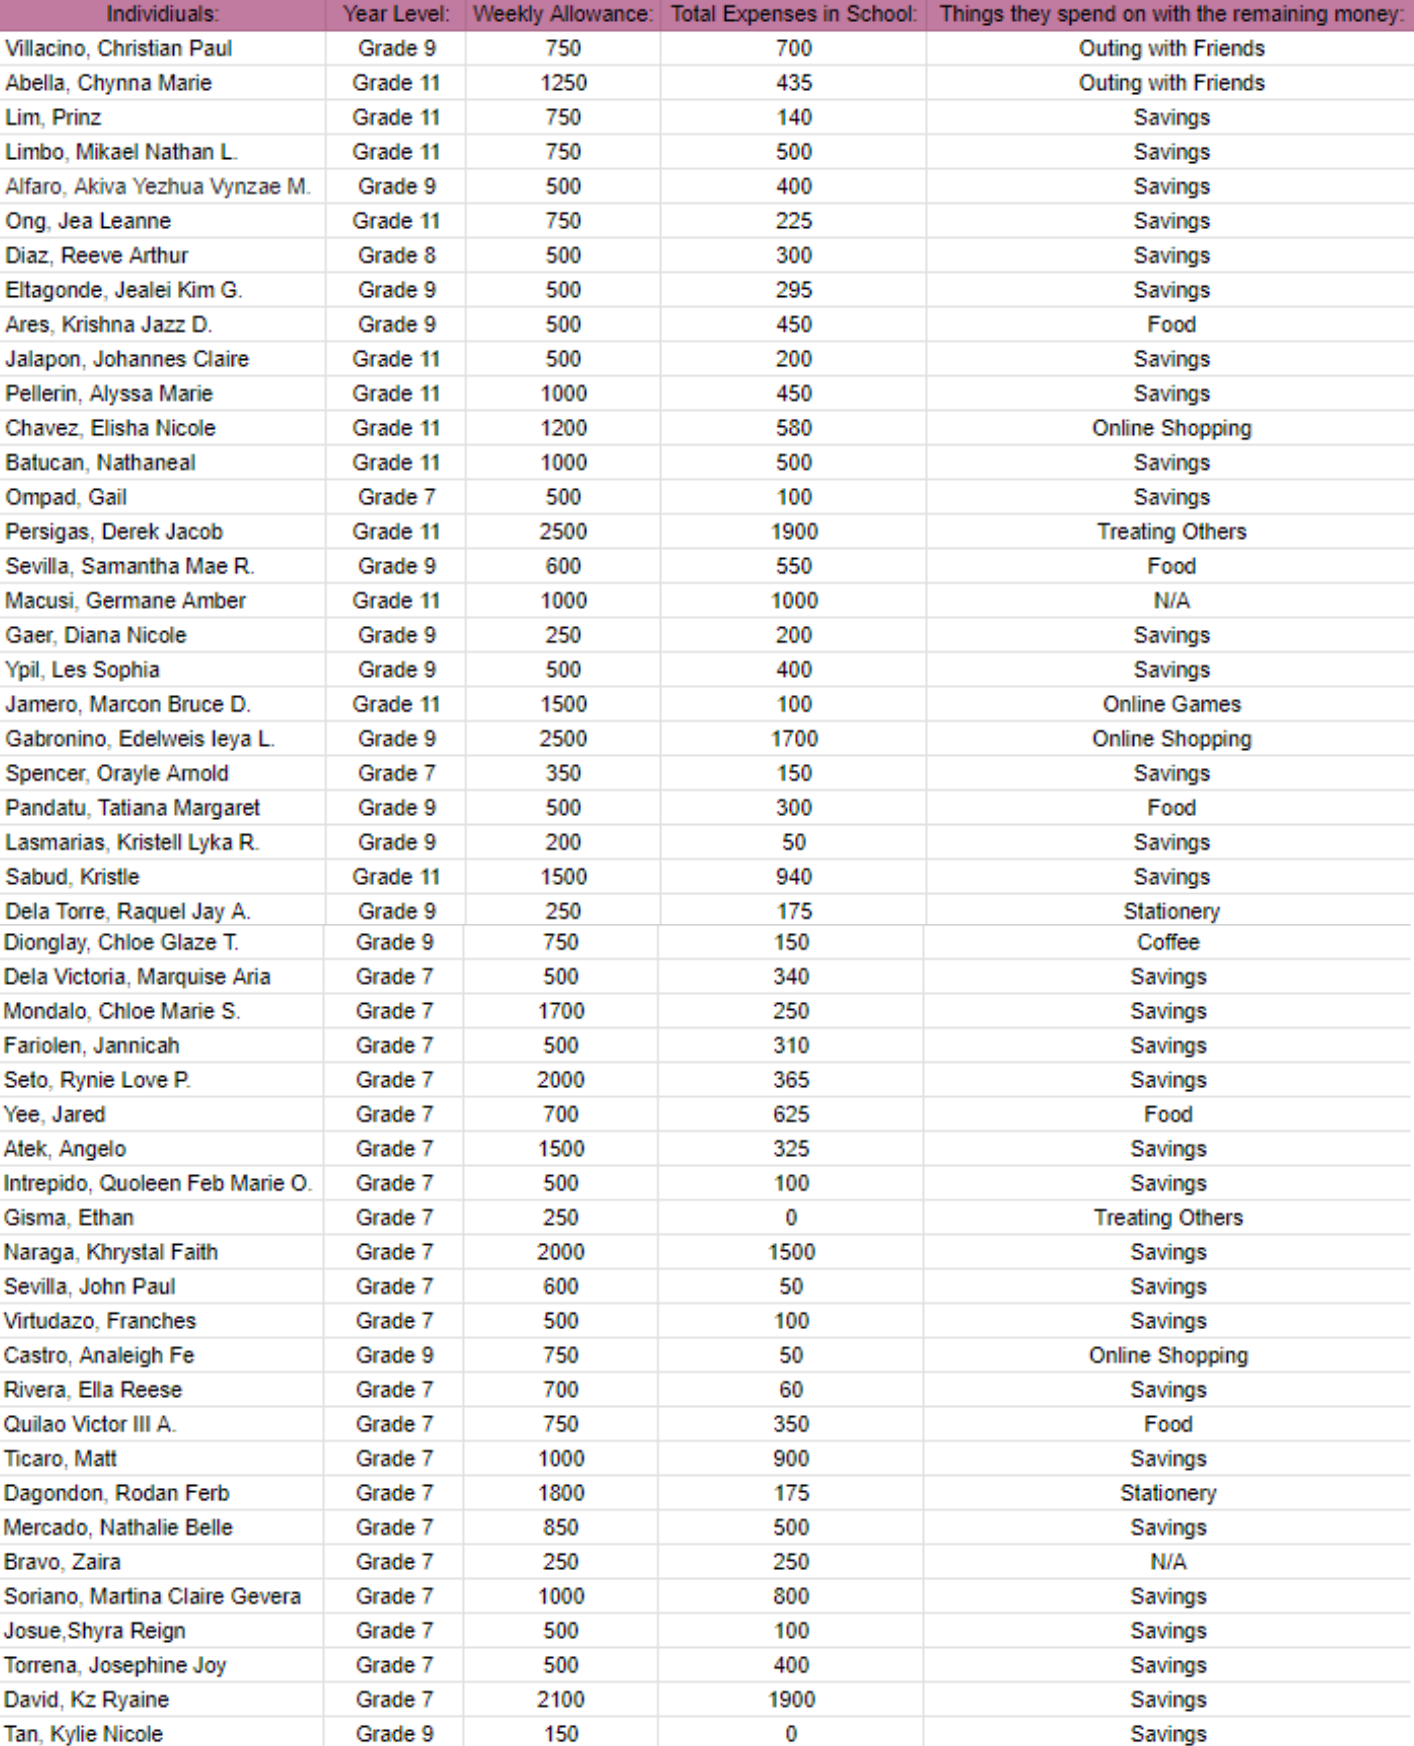 Individiuals: Year Level: Weekly Allowance: Total Expenses in School: Things they spend on with the remaining money:
Villacino, Christian Paul Grade 9 750 700 Outing with Friends
Abella, Chynna Marie Grade 11 1250 435 Outing with Friends
Lim, Prinz Grade 11 750 140 Savings
Limbo, Mikael Nathan L. Grade 11 750 500 Savings
Alfaro, Akiva Yezhua Vynzae M. Grade 9 500 400 Savings
Ong, Jea Leanne Grade 11 750 225 Savings
Diaz, Reeve Arthur Grade 8 500 300 Savings
Eltagonde, Jealei Kim G. Grade 9 500 295 Savings
Ares, Krishna Jazz D. Grade 9 500 450 Food
Jalapon, Johannes Claire Grade 11 500 200 Savings
Pellerin, Alyssa Marie Grade 11 1000 450 Savings
Chavez, Elisha Nicole Grade 11 1200 580 Online Shopping
Batucan, Nathaneal Grade 11 1000 500 Savings
Ompad, Gail Grade 7 500 100 Savings
Persigas, Derek Jacob Grade 11 2500 1900 Treating Others
Sevilla, Samantha Mae R. Grade 9 600 550 Food
Macusi, Germane Amber Grade 11 1000 1000 N/A
Gaer, Diana Nicole Grade 9 250 200 Savings
Ypil, Les Sophia Grade 9 500 400 Savings
Jamero, Marcon Bruce D. Grade 11 1500 100 Online Games
Gabronino, Edelweis Ieya L. Grade 9 2500 1700 Online Shopping
Spencer, Orayle Arnold Grade 7 350 150 Savings
Pandatu, Tatiana Margaret Grade 9 500 300 Food
Lasmarias, Kristell Lyka R. Grade 9 200 50 Savings
Sabud, Kristle Grade 11 1500 940 Savings
Dela Torre, Raquel Jay A. Grade 9 250 175 Stationery
Dionglay, Chloe Glaze T. Grade 9 750 150 Coffee
Dela Victoria, Marquise Aria Grade 7 500 340 Savings
Mondalo, Chloe Marie S. Grade 7 1700 250 Savings
Fariolen, Jannicah Grade 7 500 310 Savings
Seto, Rynie Love P. Grade 7 2000 365 Savings
Yee, Jared Grade 7 700 625 Food
Atek, Angelo Grade 7 1500 325 Savings
Intrepido, Quoleen Feb Marie O. Grade 7 500 100 Savings
Gisma, Ethan Grade 7 250 0 Treating Others
Naraga, Khrystal Faith Grade 7 2000 1500 Savings
Sevilla, John Paul Grade 7 600 50 Savings
Virtudazo, Franches Grade 7 500 100 Savings
Castro, Analeigh Fe Grade 9 750 50 Online Shopping
Rivera, Ella Reese Grade 7 700 60 Savings
Quilao Victor III A. Grade 7 750 350 Food
Ticaro, Matt Grade 7 1000 900 Savings
Dagondon, Rodan Ferb Grade 7 1800 175 Stationery
Mercado, Nathalie Belle Grade 7 850 500 Savings
Bravo, Zaira Grade 7 250 250 N/A
Soriano, Martina Claire Gevera Grade 7 1000 800 Savings
Josue,Shyra Reign Grade 7 500 100 Savings
Torrena, Josephine Joy Grade 7 500 400 Savings
David, Kz Ryaine Grade 7 2100 1900 Savings
Tan, Kylie Nicole Grade 9 150 0 Savings